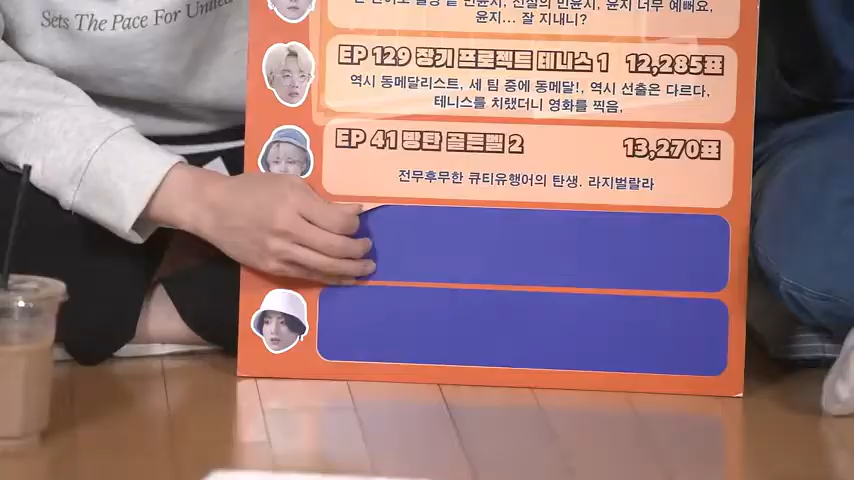 Sets The Pace For United
윤지... 잘 지내니?
EP 129 장기 프로젝트 테니스 1 12,285표
역시 동메달리스트, 세 팀 중에 동메달!, 역시 선출은 다르다.
테니스를 치랬더니 영화를 찍음.
EP 41 방탄 골든벨 2 13,270표
전무후무한 큐티유행어의 탄생. 라지벌랄라